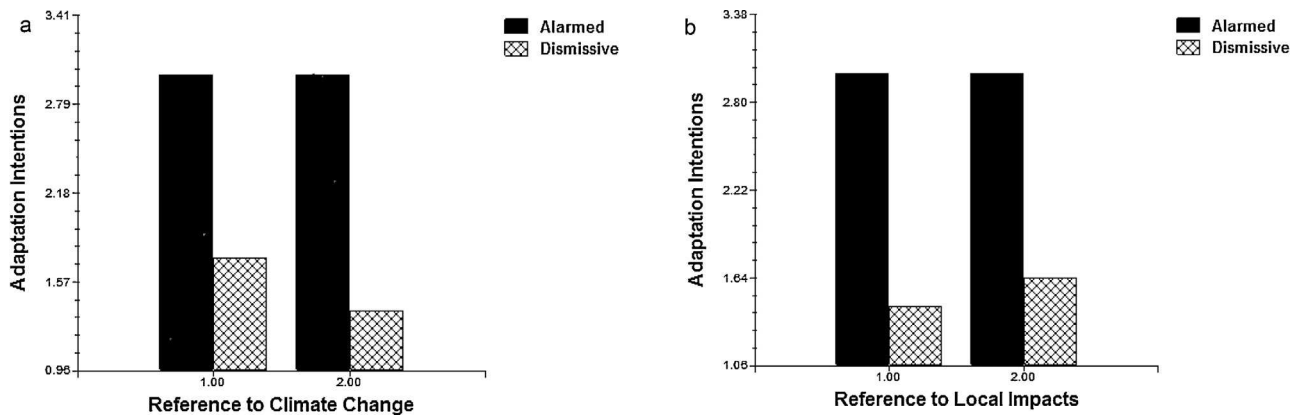 a
Alarmed
Dismissive
Adaptation Intentions
3.41
2.79
2.18
1.57
0.96
1.00
2.00
Reference to Climate Change
b
Alarmed
Dismissive
Adaptation Intentions
3.38
2.80
2.22
1.64
1.06
1.00
2.00
Reference to Local Impacts